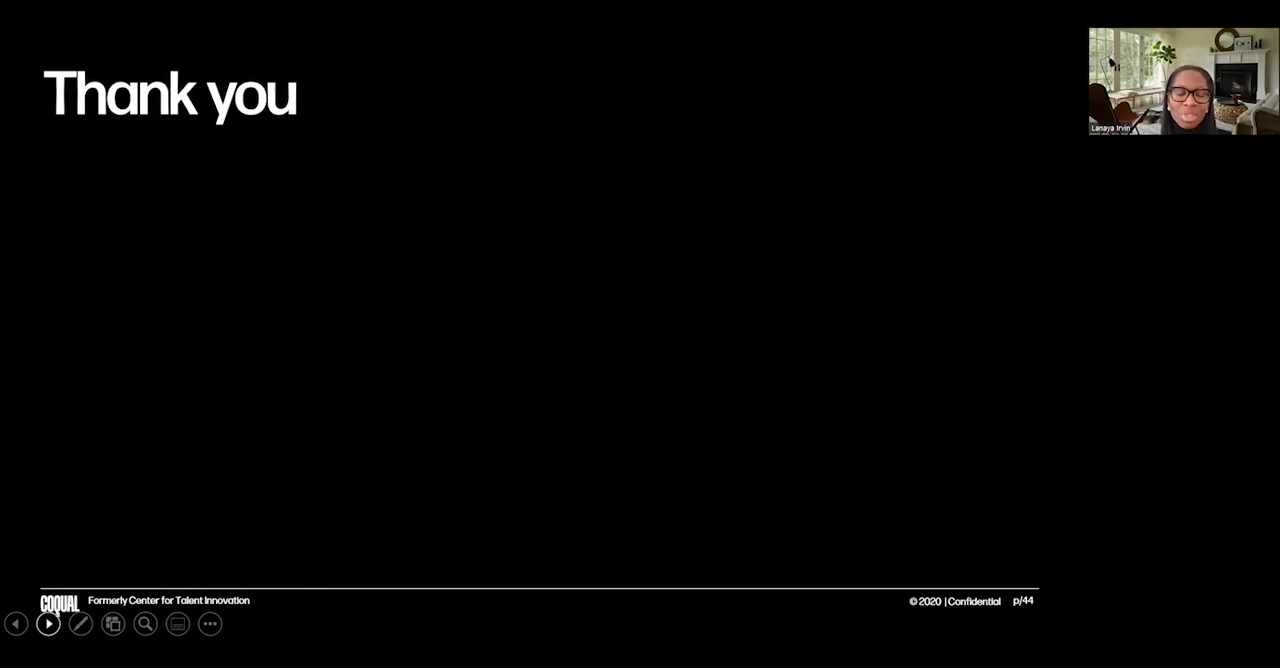 Thank you
Lanaya Irvin
COQUAL Formerly Center for Talent Innovation
© 2020 | Confidential p/44